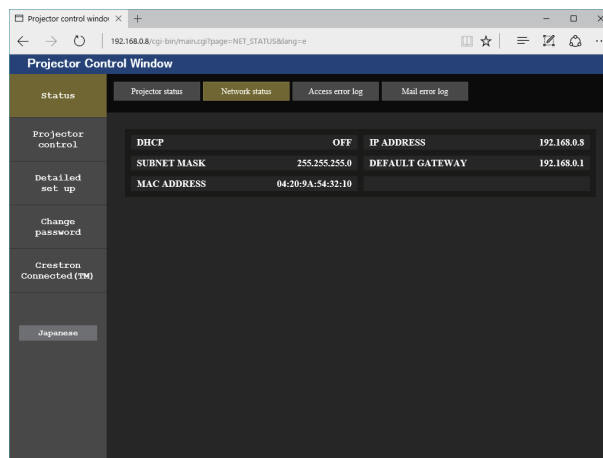 Projector control windov
192.168.0.8/cgi-bin/main.cgi?page=NET_STATUS&lang=e
Projector Control Window
Status
Projector status
Network status
Access error log
Mail error log
Projector
control
Detailed
set up
Change
password
Crestron
Connected(TM)
Japanese
DHCP OFF IP ADDRESS 192.168.0.8
SUBNET MASK 255.255.255.0 DEFAULT GATEWAY 192.168.0.1
MAC ADDRESS 04:20:9A:54:32:10